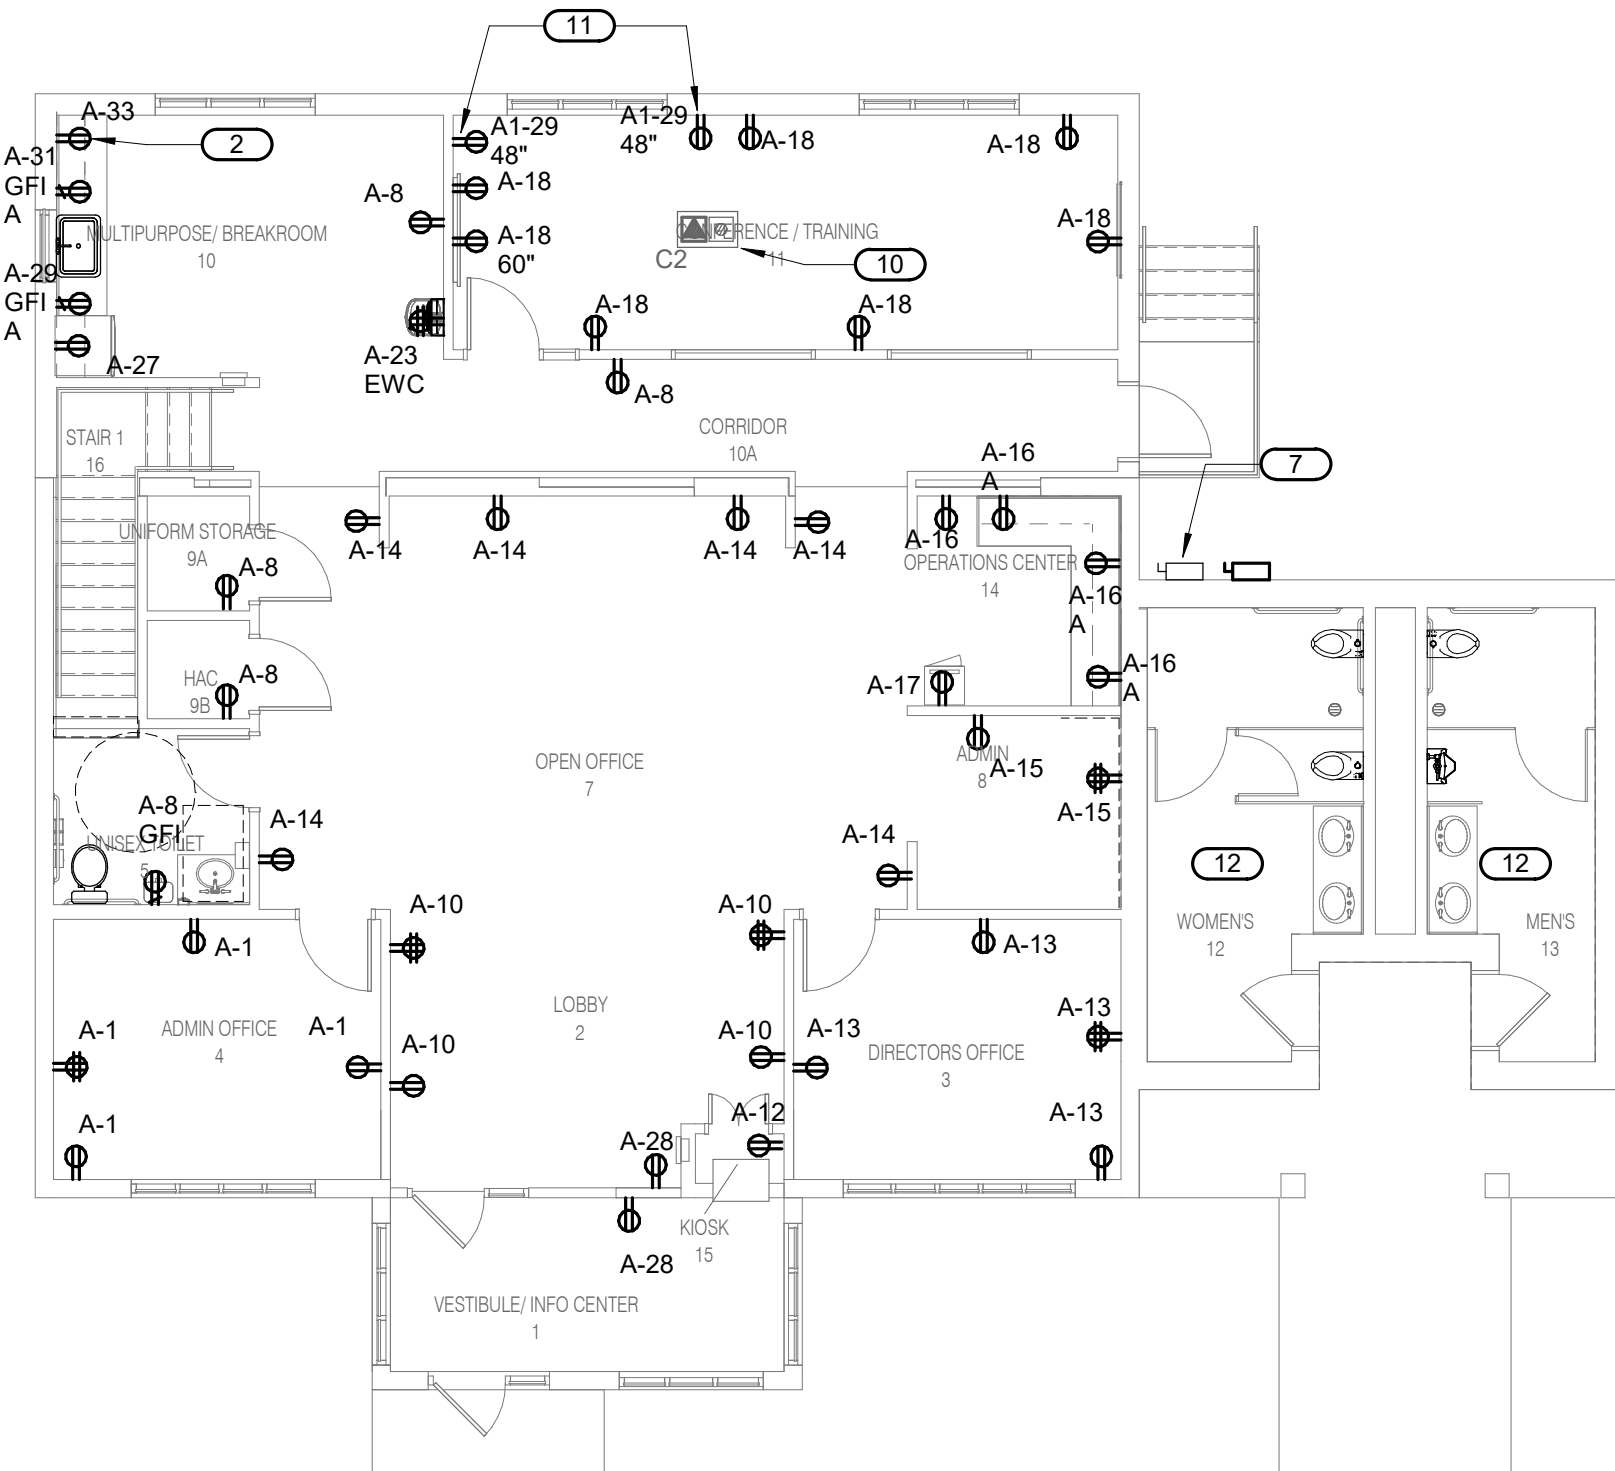 11
A-33
2
A1-29
48"
A1-29
48"
A-18
A-18
A-31
GFI
A
A-8
A-18
A-18
60"
A-18
MULTIPURPOSE/ BREAKROOM
10
CONFERENCE / TRAINING
11
C2
10
A-29
GFI
A
A-18
A-18
A-27
A-23
EWC
A-8
STAIR 1
16
CORRIDOR
10A
A-16
A
7
A-14
A-14
A-14
A-14
A-16
UNIFORM STORAGE
9A
A-8
OPERATIONS CENTER
14
A-16
A
HAC
9B
A-8
A-17
A-16
A
OPEN OFFICE
7
ADMIN
8
A-15
A-15
A-8
GFI
UNISEX TOILET
5
A-14
A-14
12
12
A-10
A-10
A-1
A-13
WOMEN'S
12
MEN'S
13
LOBBY
2
A-1
ADMIN OFFICE
4
A-1
A-10
A-10
A-13
A-13
DIRECTORS OFFICE
3
A-1
A-28
A-12
A-13
KIOSK
15
A-28
VESTIBULE/ INFO CENTER
1